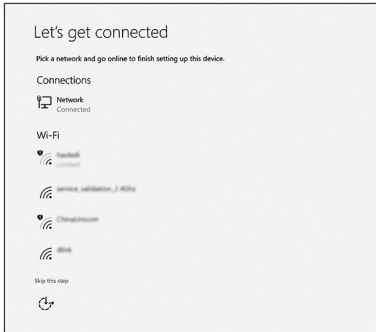 Let's get connected
Pick a network and go online to finish setting up this device.
Connections
Network
Connected
Wi-Fi
Limited
service_validation_2.4Ghz
ChinaUnicom
dlink
Skip this step